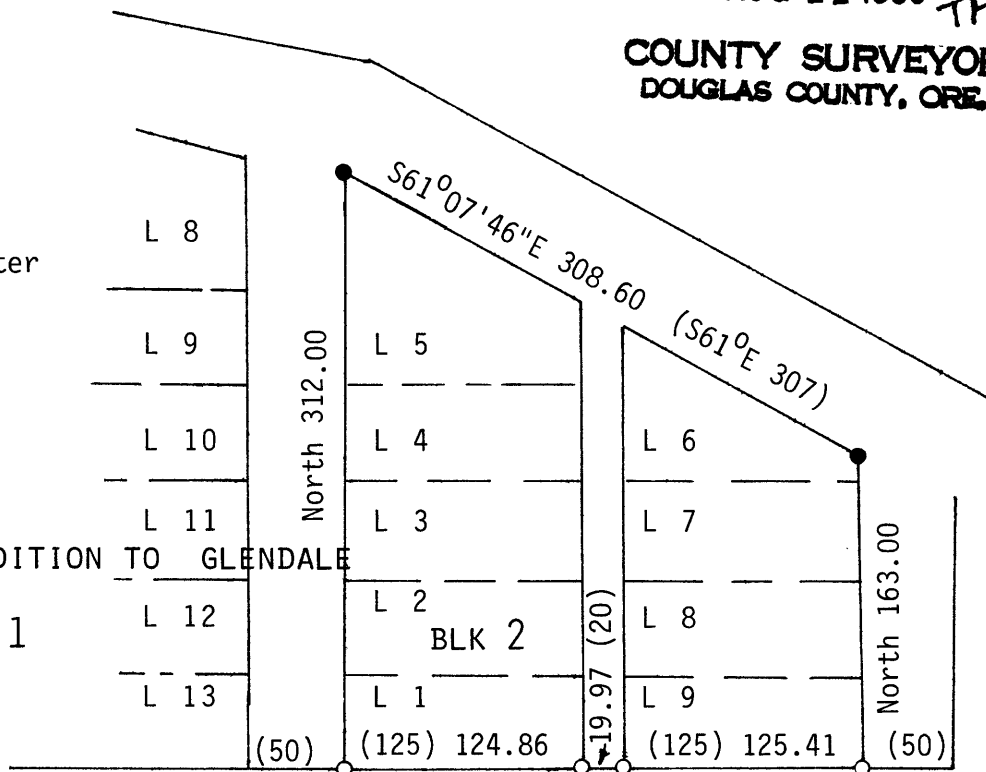 COUNTY SURVEYOR
DOUGLAS COUNTY, ORE.
S61°07'46"E 308.60 (S61°E 307)
L 8
L 9
L 10
L 11
L 12
L 13
North 312.00
L 5
L 4
L 3
L 2
L 1
BLK 2
19.97 (20)
L 6
L 7
L 8
L 9
North 163.00
DITION TO GLENDALE
1
(50) (125) 124.86 (125) 125.41 (50)